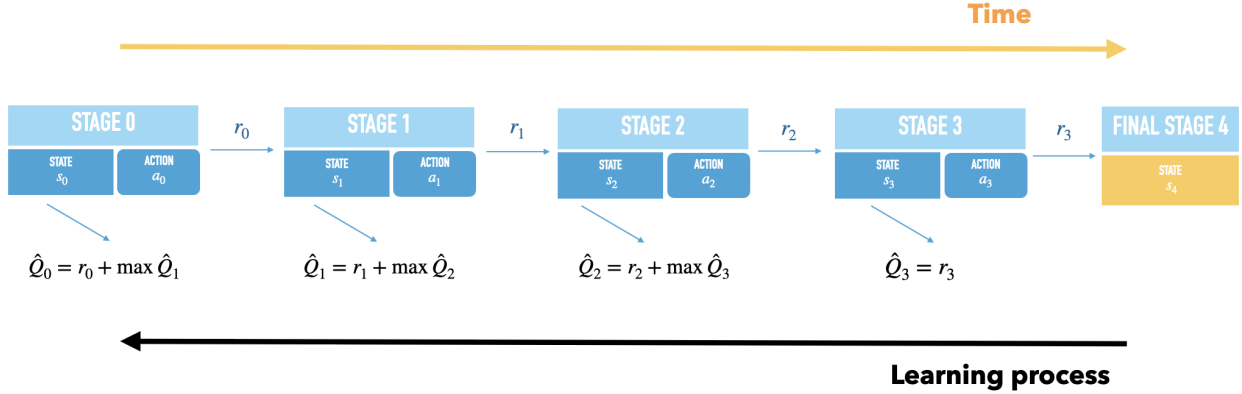 Time
STAGE 0
STATE
s₀
ACTION
a₀
r₀
STAGE 1
STATE
s₁
ACTION
a₁
r₁
STAGE 2
STATE
s₂
ACTION
a₂
r₂
STAGE 3
STATE
s₃
ACTION
a₃
r₃
FINAL STAGE 4
STATE
s₄
Q̂₀ = r₀ + max Q̂₁
Q̂₁ = r₁ + max Q̂₂
Q̂₂ = r₂ + max Q̂₃
Q̂₃ = r₃
Learning process